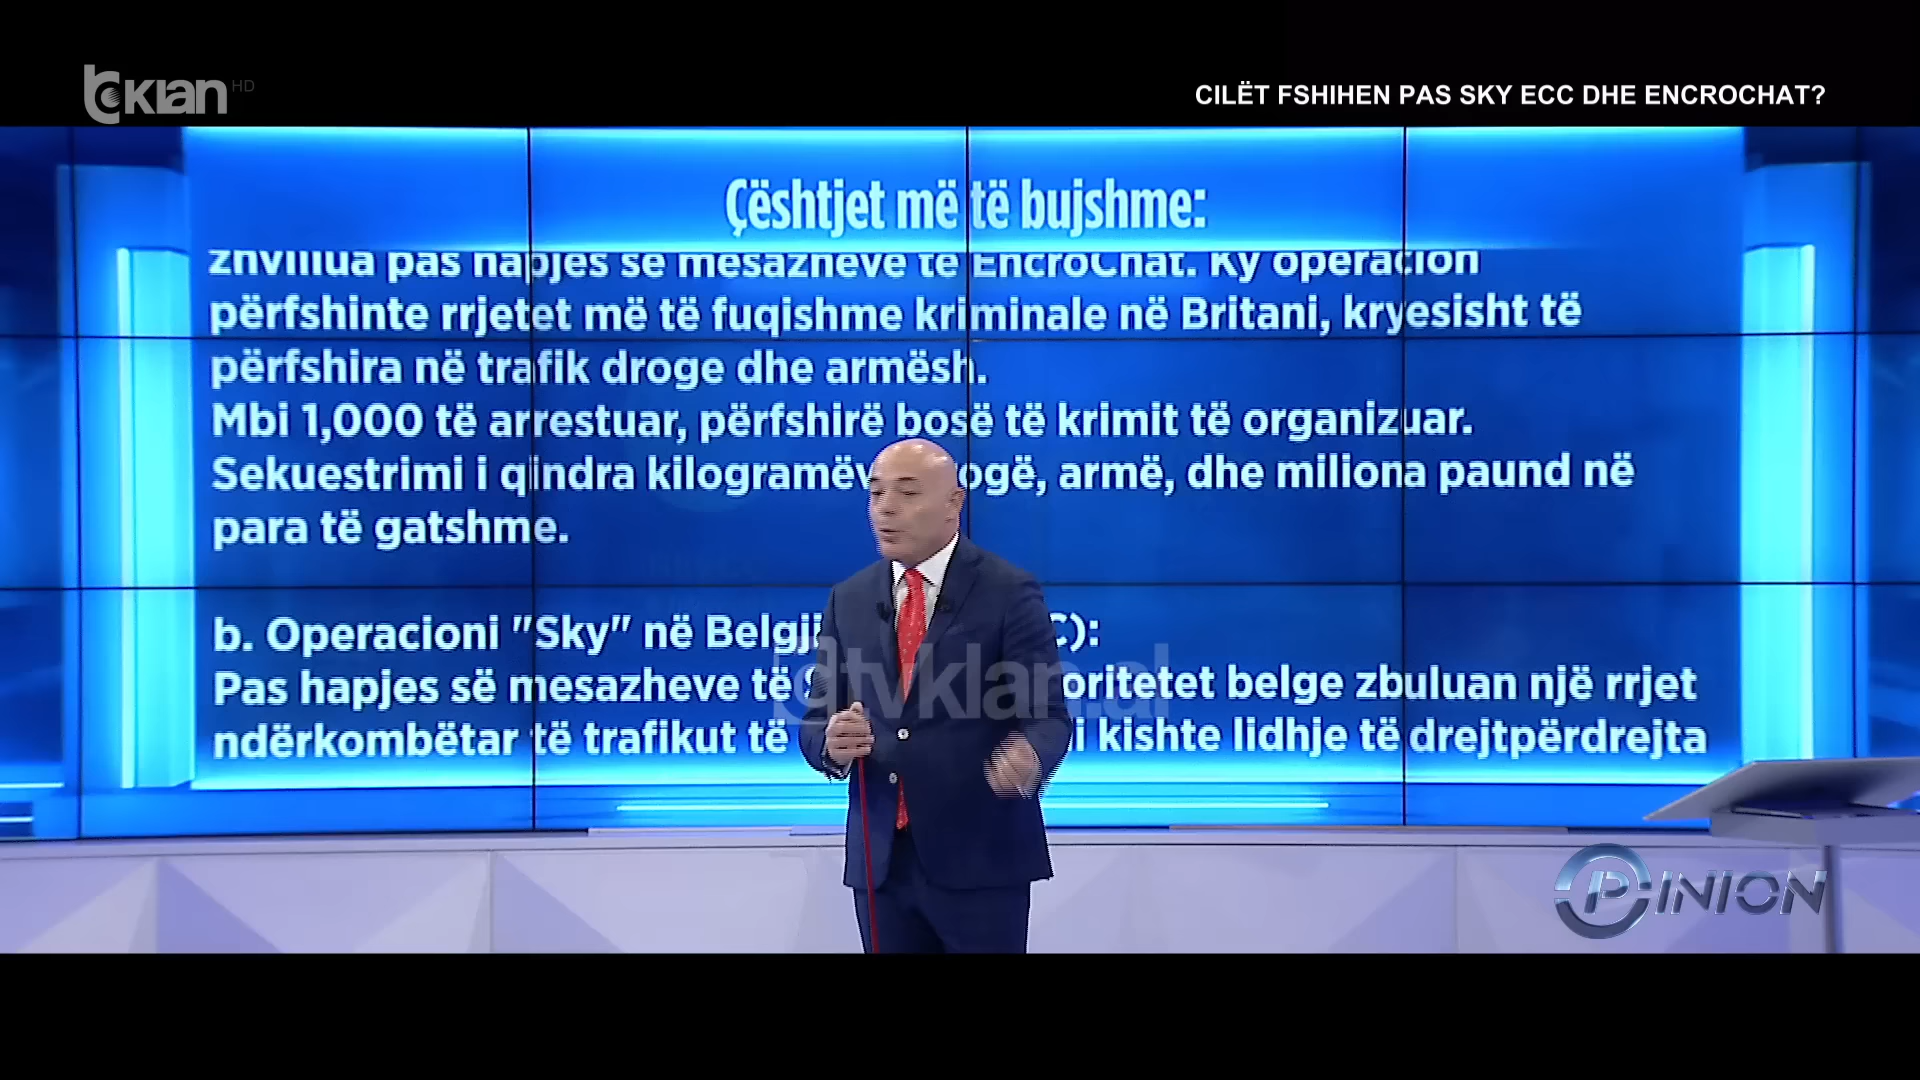 tvklan HD
CILËT FSHIHEN PAS SKY ECC DHE ENCROCHAT?
Çështjet më të bujshme:
zhvillua pas hapjes së mesazheve të EncroChat. Ky operacion
përfshinte rrjetet më të fuqishme kriminale në Britani, kryesisht të
përfshira në trafik droge dhe armësh.
Mbi 1,000 të arrestuar, përfshirë bosë të krimit të organizuar.
Sekuestrimi i qindra kilogramëv ogë, armë, dhe miliona paund në
para të gatshme.
b. Operacioni "Sky" në Belgji C):
Pas hapjes së mesazheve të oritetet belge zbuluan një rrjet
ndërkombëtar të trafikut të i kishte lidhje të drejtpërdrejta
tvklan.al
OPINION